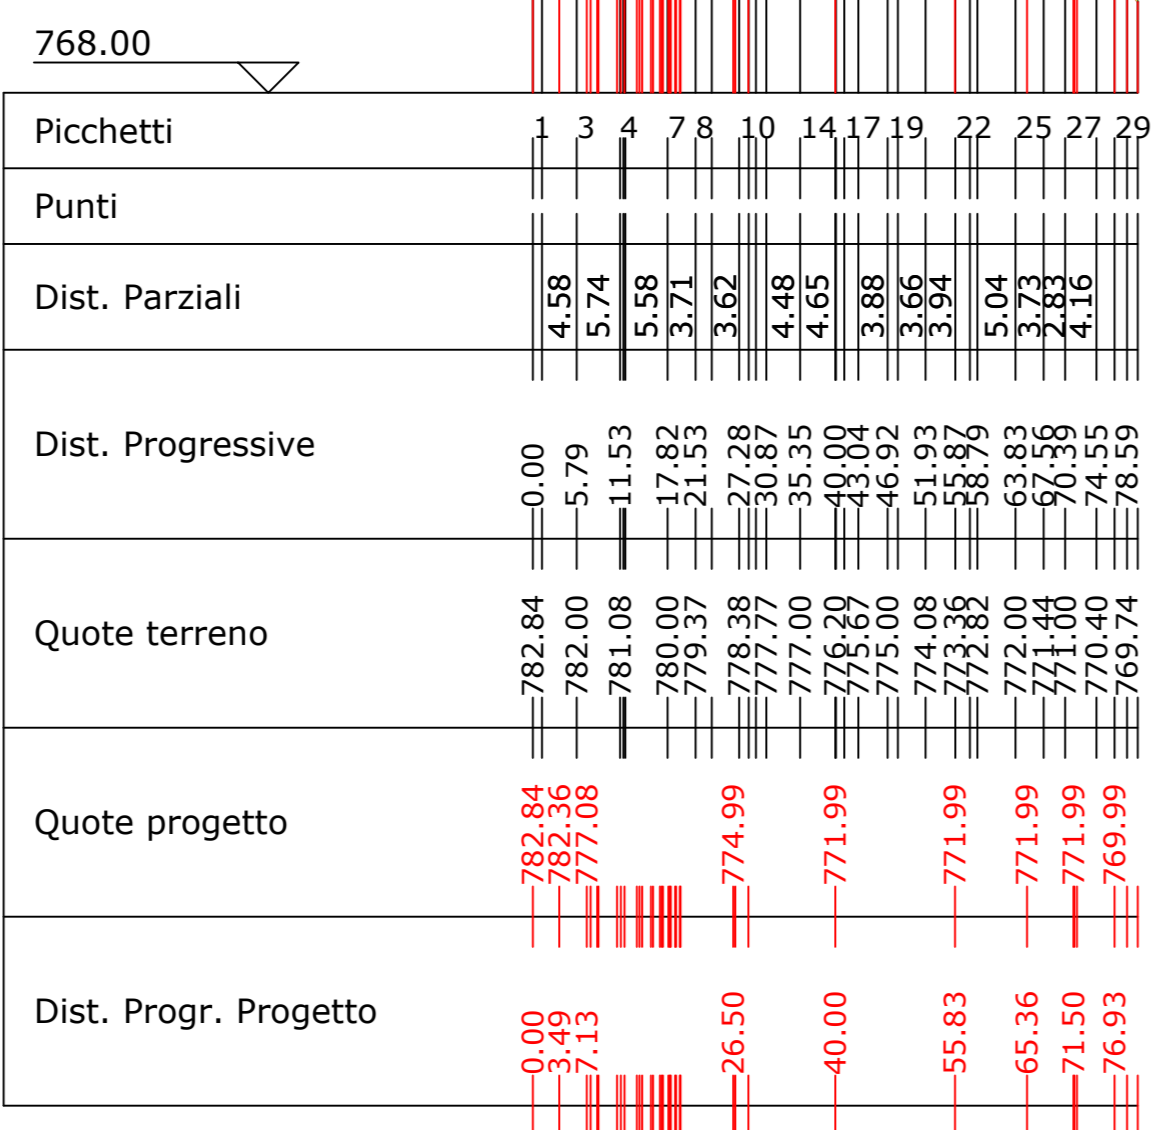 768.00
Picchetti 1 3 4 7 8 10 14 17 19 22 25 27 29
Punti
Dist. Parziali 4.58 5.74 5.58 3.71 3.62 4.48 4.65 3.88 3.66 3.94 5.04 3.73 2.83 4.16
Dist. Progressive 0.00 5.79 11.53 17.82 21.53 27.28 30.87 35.35 40.00 43.04 46.92 51.93 55.87 58.79 63.83 67.56 70.39 74.55 78.59
Quote terreno 782.84 782.00 781.08 780.00 779.37 778.38 777.77 777.00 776.20 775.67 775.00 774.08 773.36 772.82 772.00 771.44 771.00 770.40 769.74
Quote progetto 782.84 782.36 777.08 774.99 771.99 771.99 771.99 771.99 769.99
Dist. Progr. Progetto 0.00 3.49 7.13 26.50 40.00 55.83 65.36 71.50 76.93